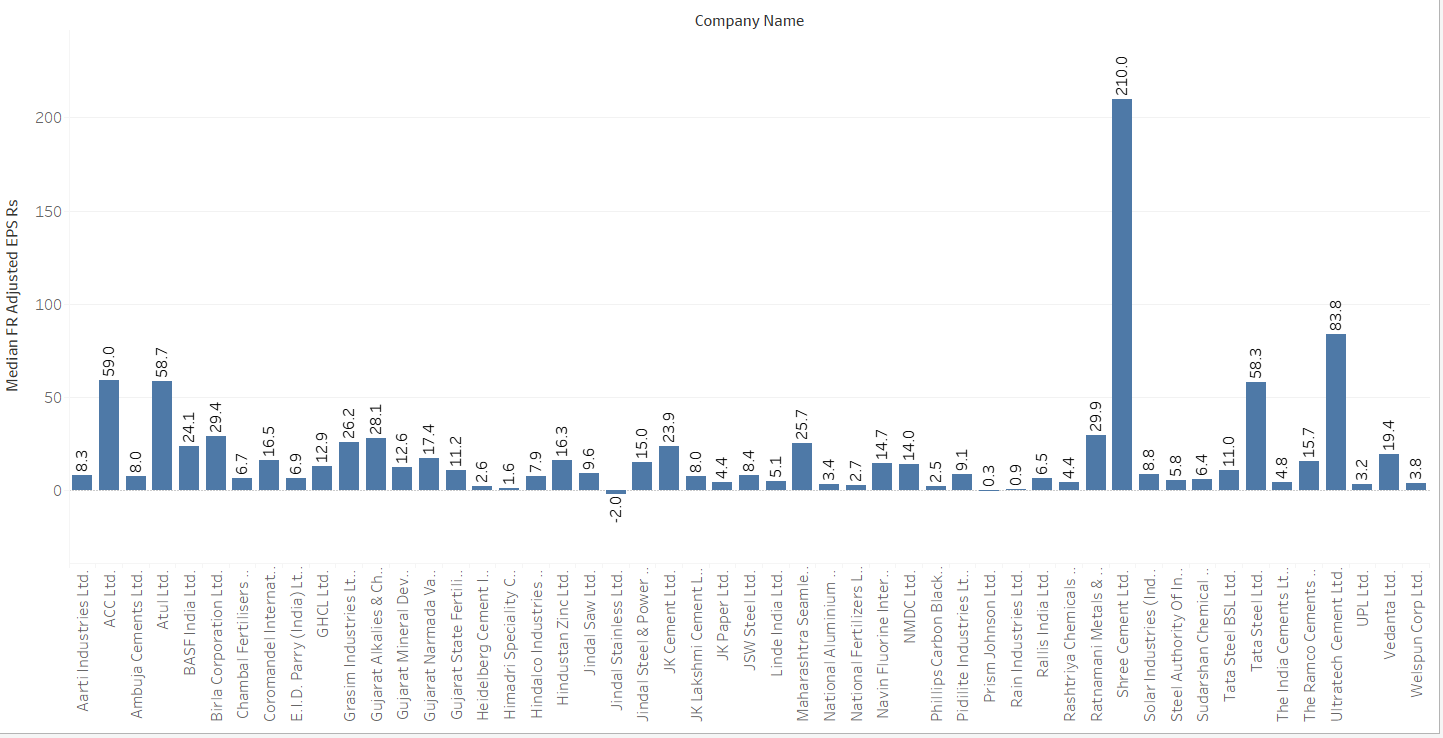 Company Name
Median FR Adjusted EPS Rs
200
150
100
50
0
8.3
59.0
8.0
58.7
24.1
29.4
6.7
16.5
6.9
12.9
26.2
28.1
12.6
17.4
11.2
2.6
1.6
7.9
16.3
9.6
-2.0
15.0
23.9
8.0
4.4
8.4
5.1
25.7
3.4
2.7
14.7
14.0
2.5
9.1
0.3
0.9
6.5
4.4
29.9
210.0
8.8
5.8
6.4
11.0
58.3
4.8
15.7
83.8
3.2
19.4
3.8
Aarti Industries Ltd.
ACC Ltd.
Ambuja Cements Ltd.
Atul Ltd.
BASF India Ltd.
Birla Corporation Ltd.
Chambal Fertilisers ..
Coromandel Internat..
E.I.D. Parry (India) Lt..
GHCL Ltd.
Grasim Industries Lt..
Gujarat Alkalies & Ch..
Gujarat Mineral Dev..
Gujarat Narmada Va..
Gujarat State Fertili..
Heidelberg Cement I..
Himadri Speciality C..
Hindalco Industries ..
Hindustan Zinc Ltd.
Jindal Saw Ltd.
Jindal Stainless Ltd.
Jindal Steel & Power ..
JK Cement Ltd.
JK Lakshmi Cement L..
JK Paper Ltd.
JSW Steel Ltd.
Linde India Ltd.
Maharashtra Seamle..
National Aluminium ..
National Fertilizers L..
Navin Fluorine Inter..
NMDC Ltd.
Phillips Carbon Black..
Pidilite Industries Lt..
Prism Johnson Ltd.
Rain Industries Ltd.
Rallis India Ltd.
Rashtriya Chemicals ..
Ratnamani Metals & ..
Shree Cement Ltd.
Solar Industries (Ind..
Steel Authority Of In..
Sudarshan Chemical ..
Tata Steel BSL Ltd.
Tata Steel Ltd.
The India Cements Lt..
The Ramco Cements ..
Ultratech Cement Ltd.
UPL Ltd.
Vedanta Ltd.
Welspun Corp Ltd.